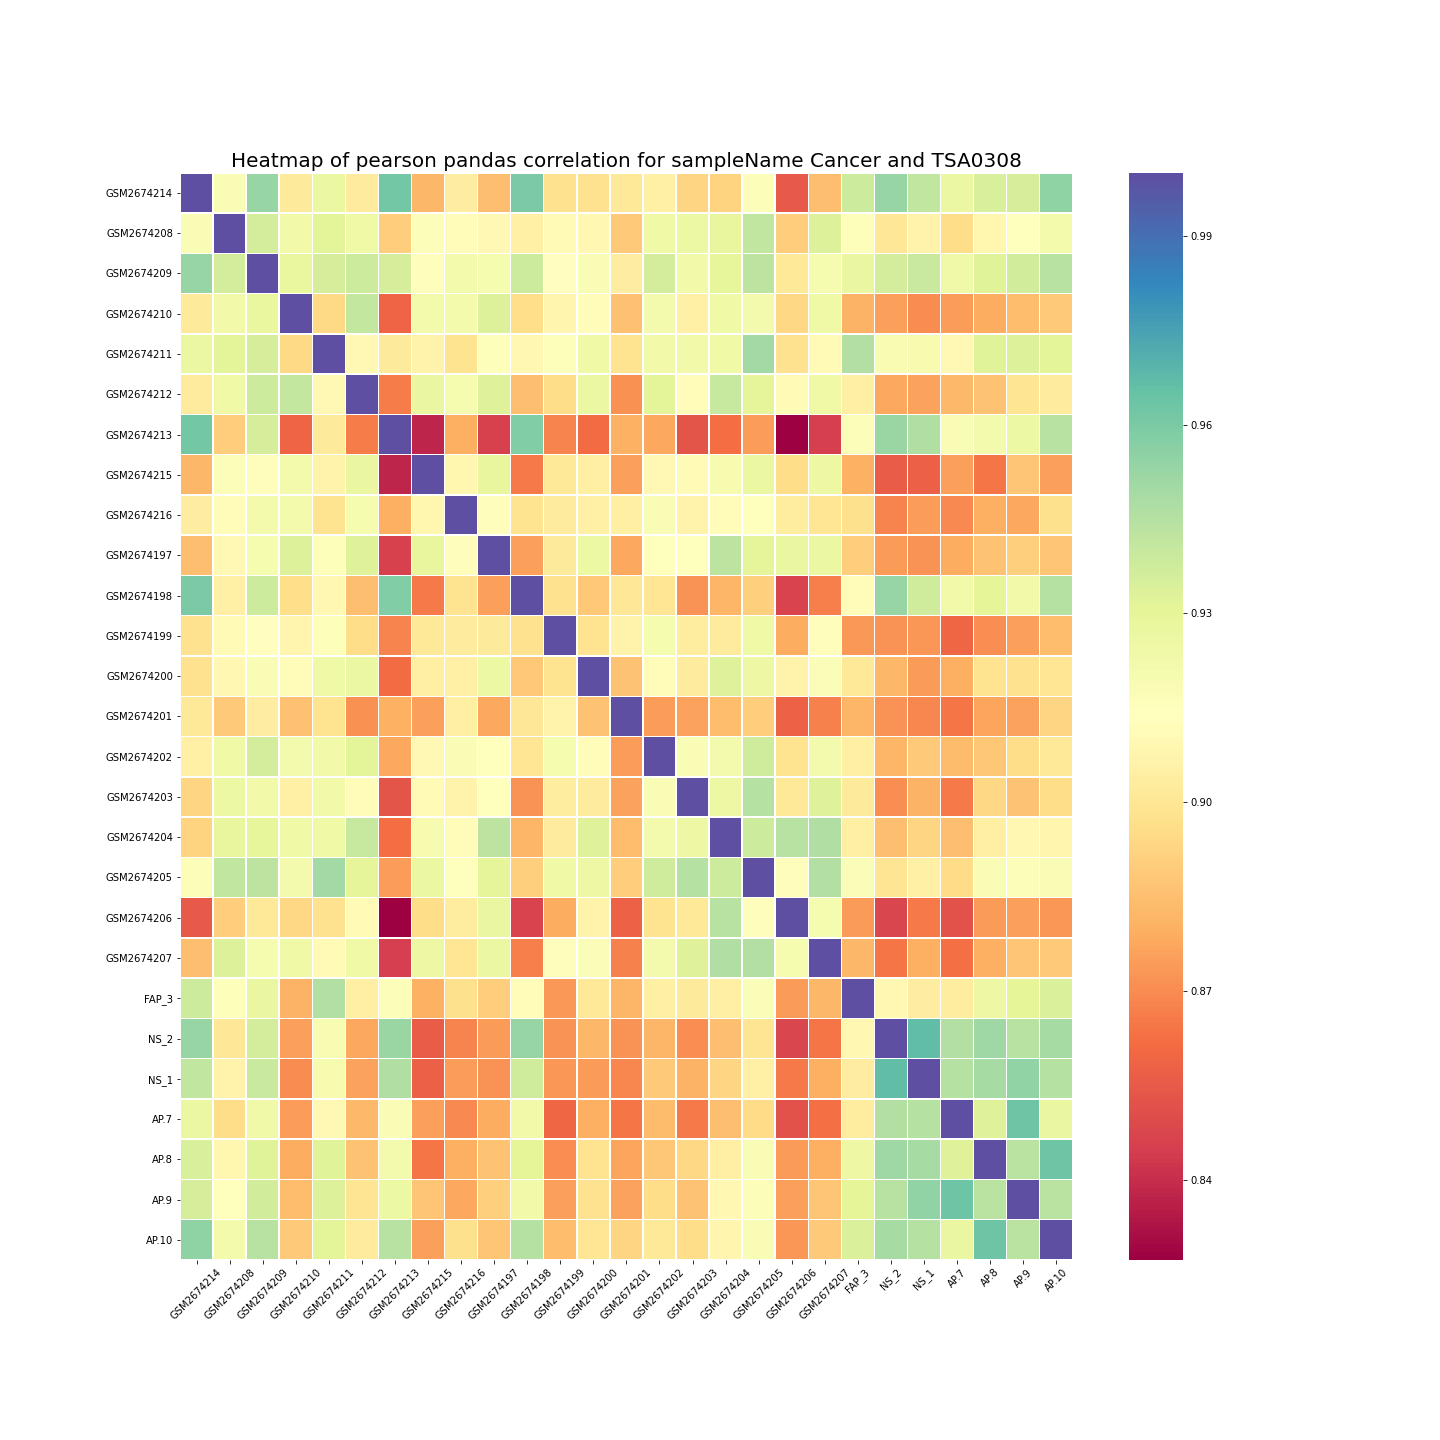 Heatmap of pearson pandas correlation for sampleName Cancer and TSA0308
GSM2674214
GSM2674208
GSM2674209
GSM2674210
GSM2674211
GSM2674212
GSM2674213
GSM2674215
GSM2674216
GSM2674197
GSM2674198
GSM2674199
GSM2674200
GSM2674201
GSM2674202
GSM2674203
GSM2674204
GSM2674205
GSM2674206
GSM2674207
FAP_3
NS_2
NS_1
AP.7
AP.8
AP.9
AP.10
GSM2674214
GSM2674208
GSM2674209
GSM2674210
GSM2674211
GSM2674212
GSM2674213
GSM2674215
GSM2674216
GSM2674197
GSM2674198
GSM2674199
GSM2674200
GSM2674201
GSM2674202
GSM2674203
GSM2674204
GSM2674205
GSM2674206
GSM2674207
FAP_3
NS_2
NS_1
AP.7
AP.8
AP.9
AP.10
0.99
0.96
0.93
0.90
0.87
0.84